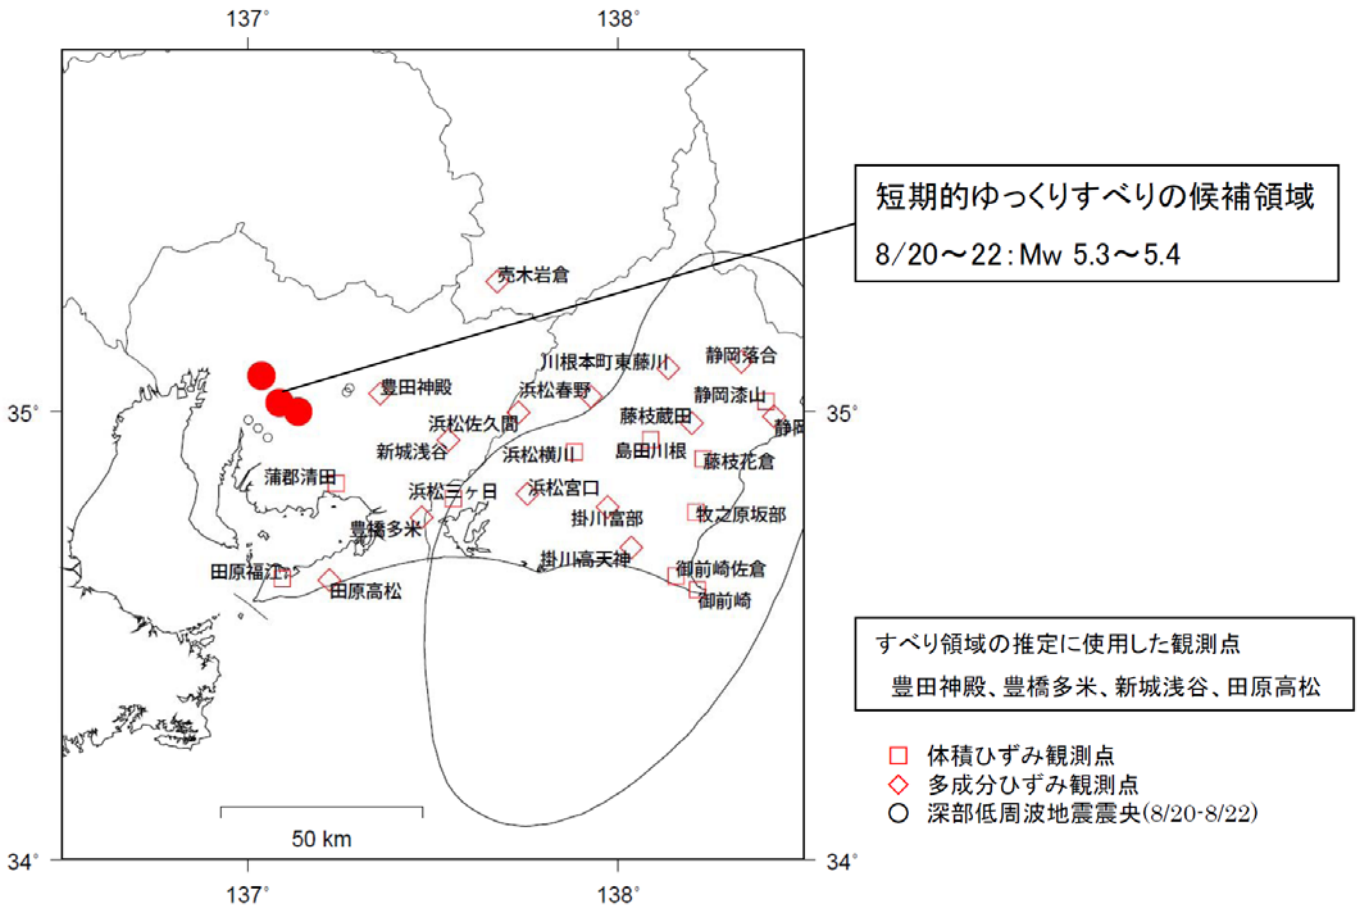 137°
138°
短期的ゆっくりすべりの候補領域
8/20～22：Mw 5.3～5.4
売木岩倉
静岡落合
川根本町東藤川
豊田神殿
浜松春野
静岡漆山
35°
35°
藤枝蔵田
浜松佐久間
静岡
新城浅谷
浜松横川
島田川根
藤枝花倉
蒲郡清田
浜松三ヶ日
浜松宮口
掛川富部
牧之原坂部
豊橋多米
掛川高天神
田原福江
御前崎佐倉
田原高松
御前崎
すべり領域の推定に使用した観測点
豊田神殿、豊橋多米、新城浅谷、田原高松
体積ひずみ観測点
多成分ひずみ観測点
深部低周波地震震央(8/20-8/22)
50 km
34°
34°
137°
138°